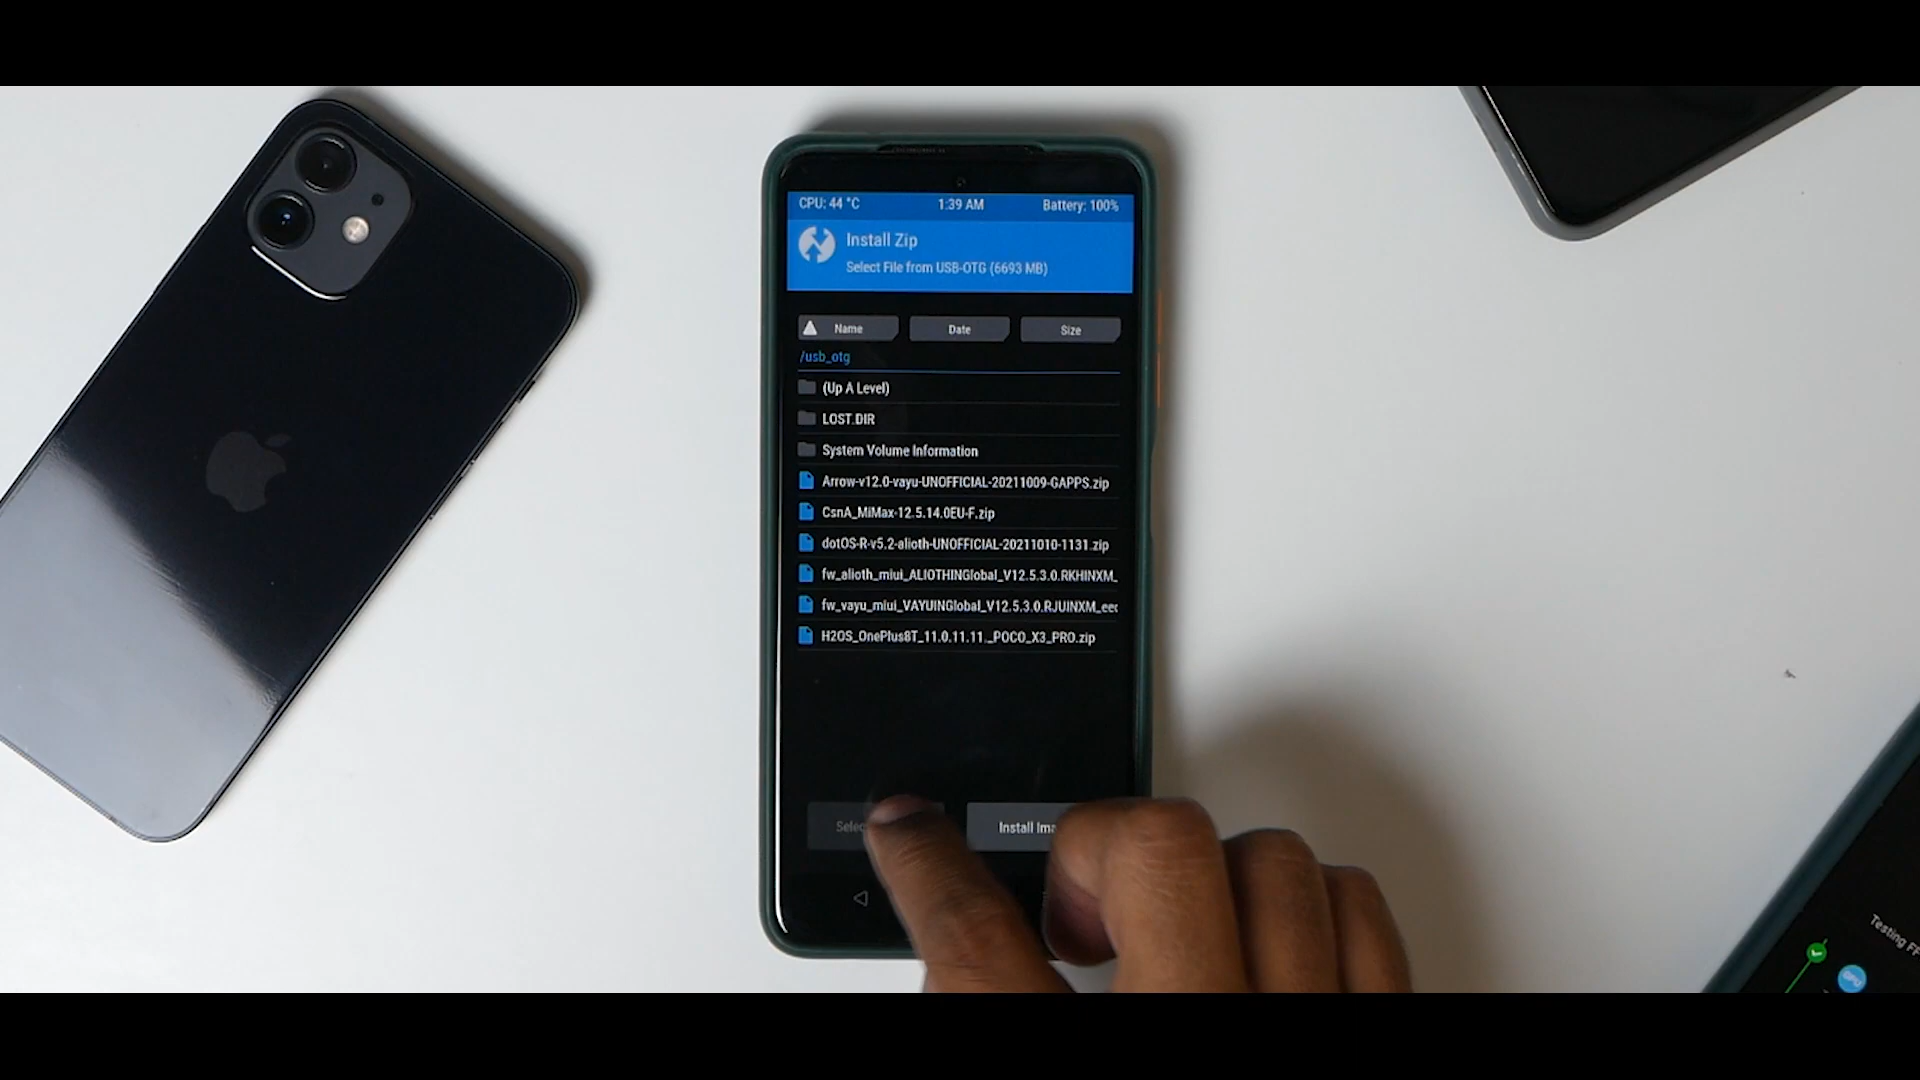 CPU: 44 °C 1:39 AM Battery: 100%
Install Zip
Select File from USB-OTG (6693 MB)
Name Date Size
/usb_otg
(Up A Level)
LOST.DIR
System Volume Information
Arrow-v12.0-vayu-UNOFFICIAL-20211009-GAPPS.zip
CsnA_MiMax-12.5.14.0EU-F.zip
dotOS-R-v5.2-alioth-UNOFFICIAL-20211010-1131.zip
fw_alioth_miui_ALIOTHINGlobal_V12.5.3.0.RKHINXM_
fw_vayu_miui_VAYUINGlobal_V12.5.3.0.RJUINXM_eec
H2OS_OnePlus8T_11.0.11.11._POCO_X3_PRO.zip
Install
Testing